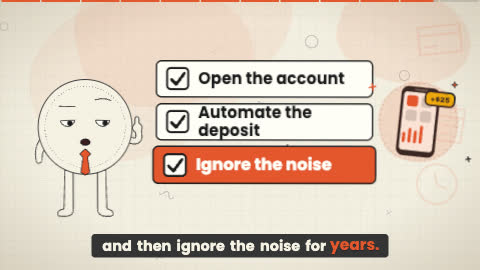 Open the account
Automate the
deposit
Ignore the noise
+$25
and then ignore the noise for years.